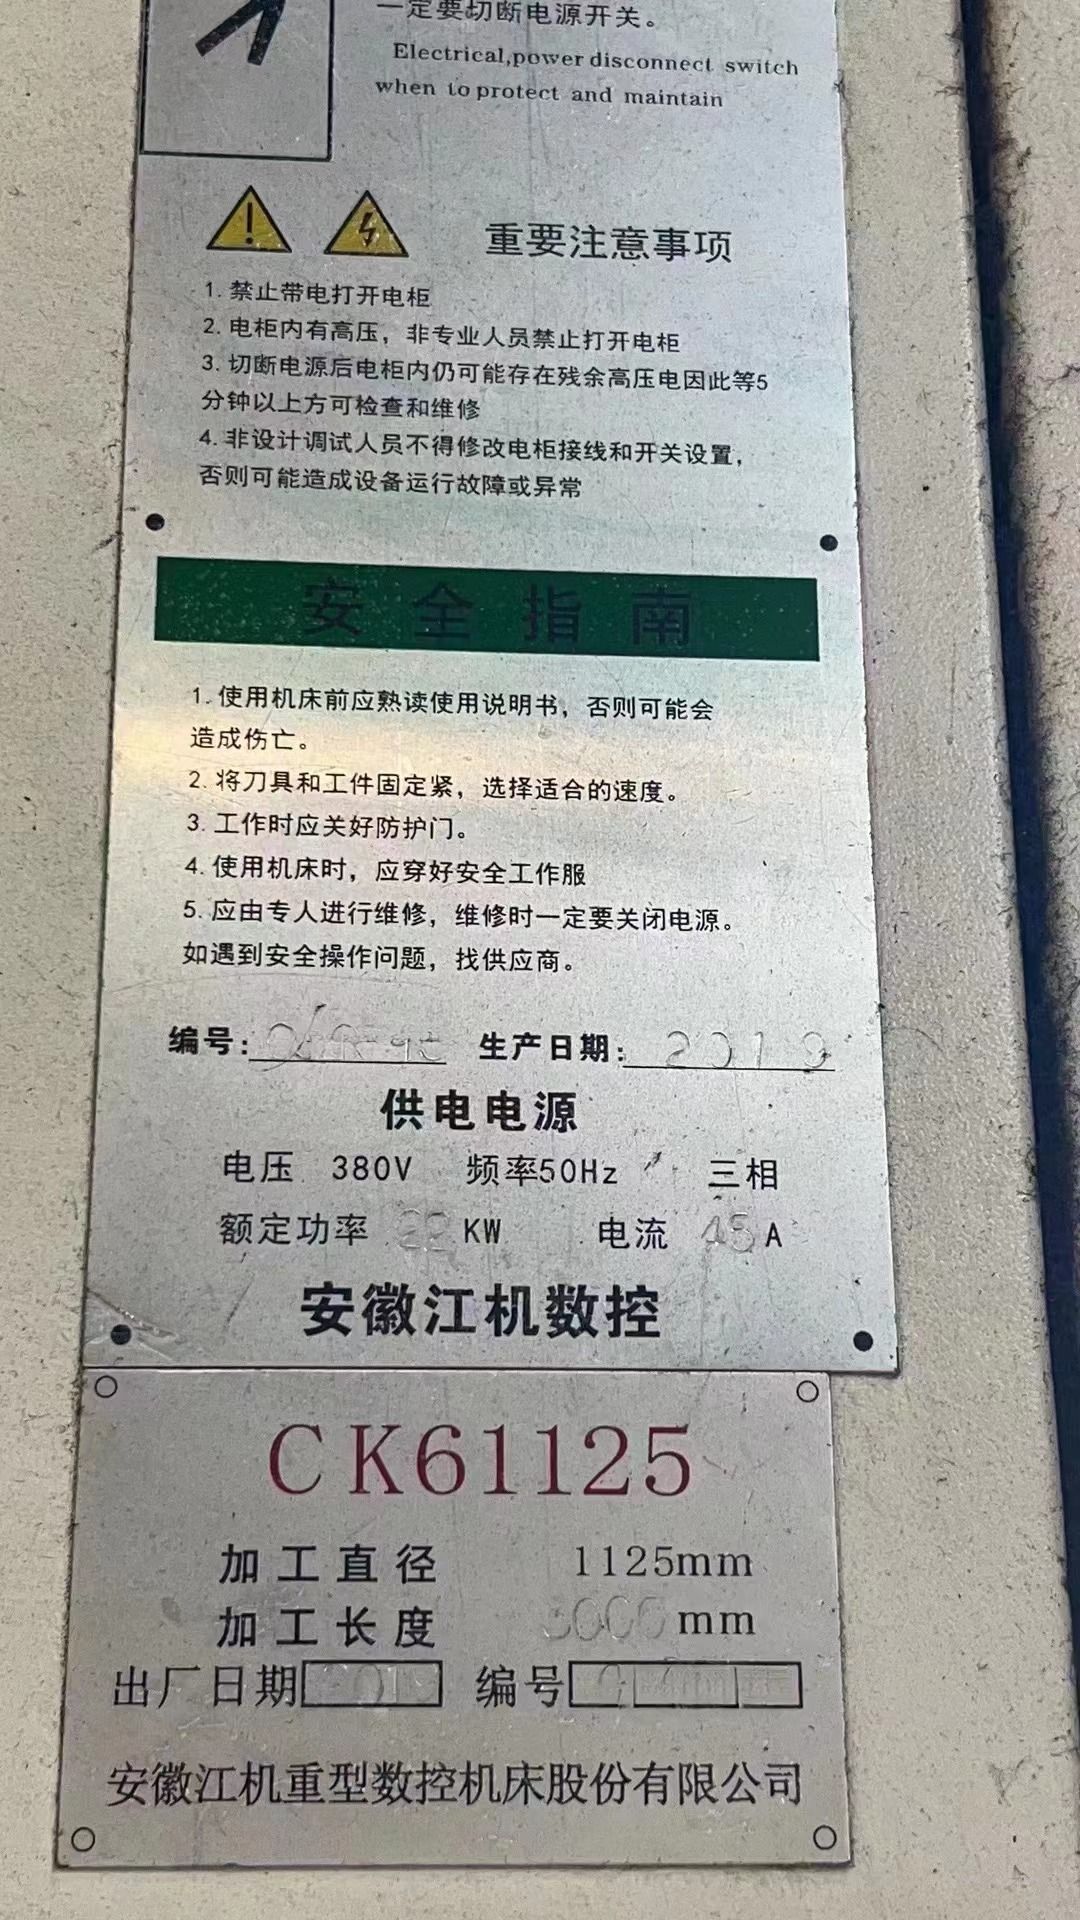 一定要切断电源开关。
Electrical,power disconnect switch
when to protect and maintain
重要注意事项
1. 禁止带电打开电柜
2. 电柜内有高压，非专业人员禁止打开电柜
3. 切断电源后电柜内仍可能存在残余高压电因此等5
分钟以上方可检查和维修
4. 非设计调试人员不得修改电柜接线和开关设置，
否则可能造成设备运行故障或异常
安全指南
1. 使用机床前应熟读使用说明书，否则可能会
造成伤亡。
2. 将刀具和工件固定紧，选择适合的速度。
3. 工作时应关好防护门。
4. 使用机床时，应穿好安全工作服
5. 应由专人进行维修，维修时一定要关闭电源。
如遇到安全操作问题，找供应商。
编号: 生产日期: 2019
供电电源
电压 380V 频率50Hz 三相
额定功率 22 KW 电流 45 A
安徽江机数控
CK61125
加工直径 1125mm
加工长度 3000 mm
出厂日期 编号
安徽江机重型数控机床股份有限公司